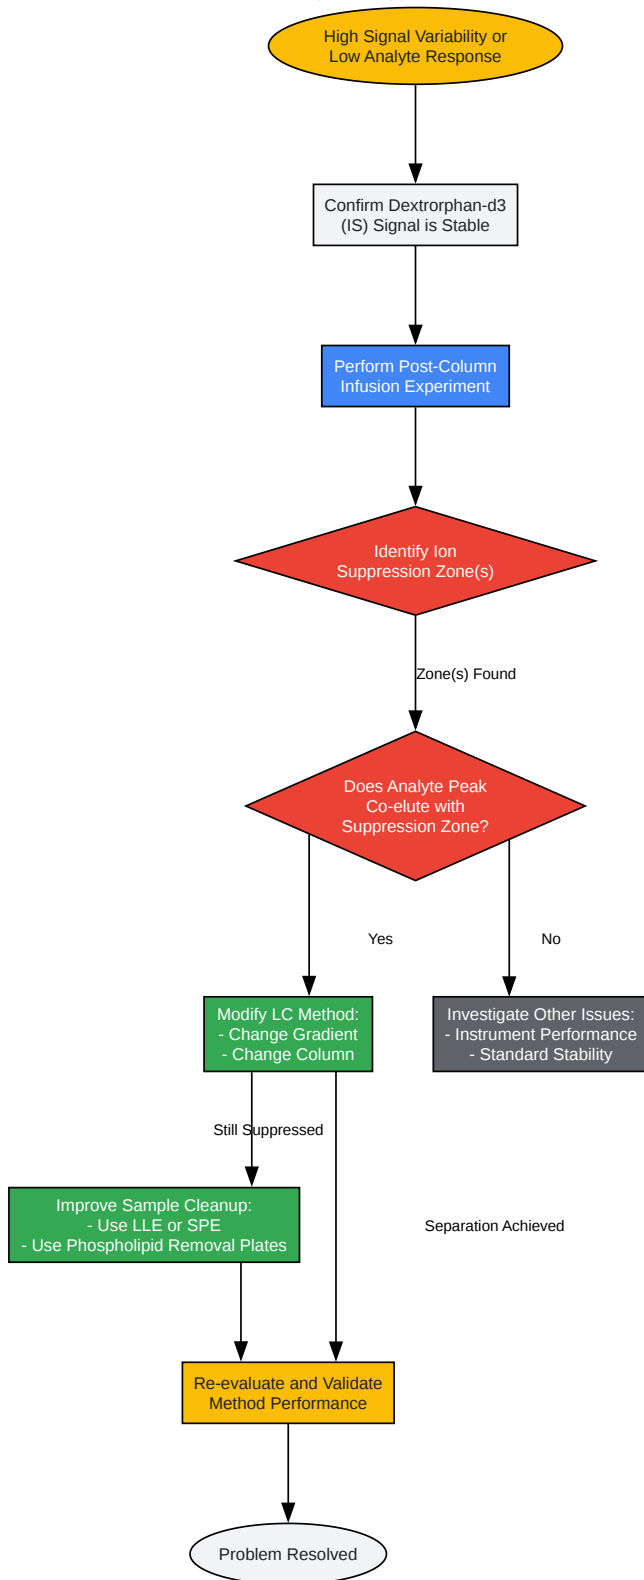 High Signal Variability or
Low Analyte Response
Confirm Dextrorphan-d3
(IS) Signal is Stable
Perform Post-Column
Infusion Experiment
Identify Ion
Suppression Zone(s)
Zone(s) Found
Does Analyte Peak
Co-elute with
Suppression Zone?
Yes
No
Modify LC Method:
- Change Gradient
- Change Column
Investigate Other Issues:
- Instrument Performance
- Standard Stability
Still Suppressed
Improve Sample Cleanup:
- Use LLE or SPE
- Use Phospholipid Removal Plates
Separation Achieved
Re-evaluate and Validate
Method Performance
Problem Resolved